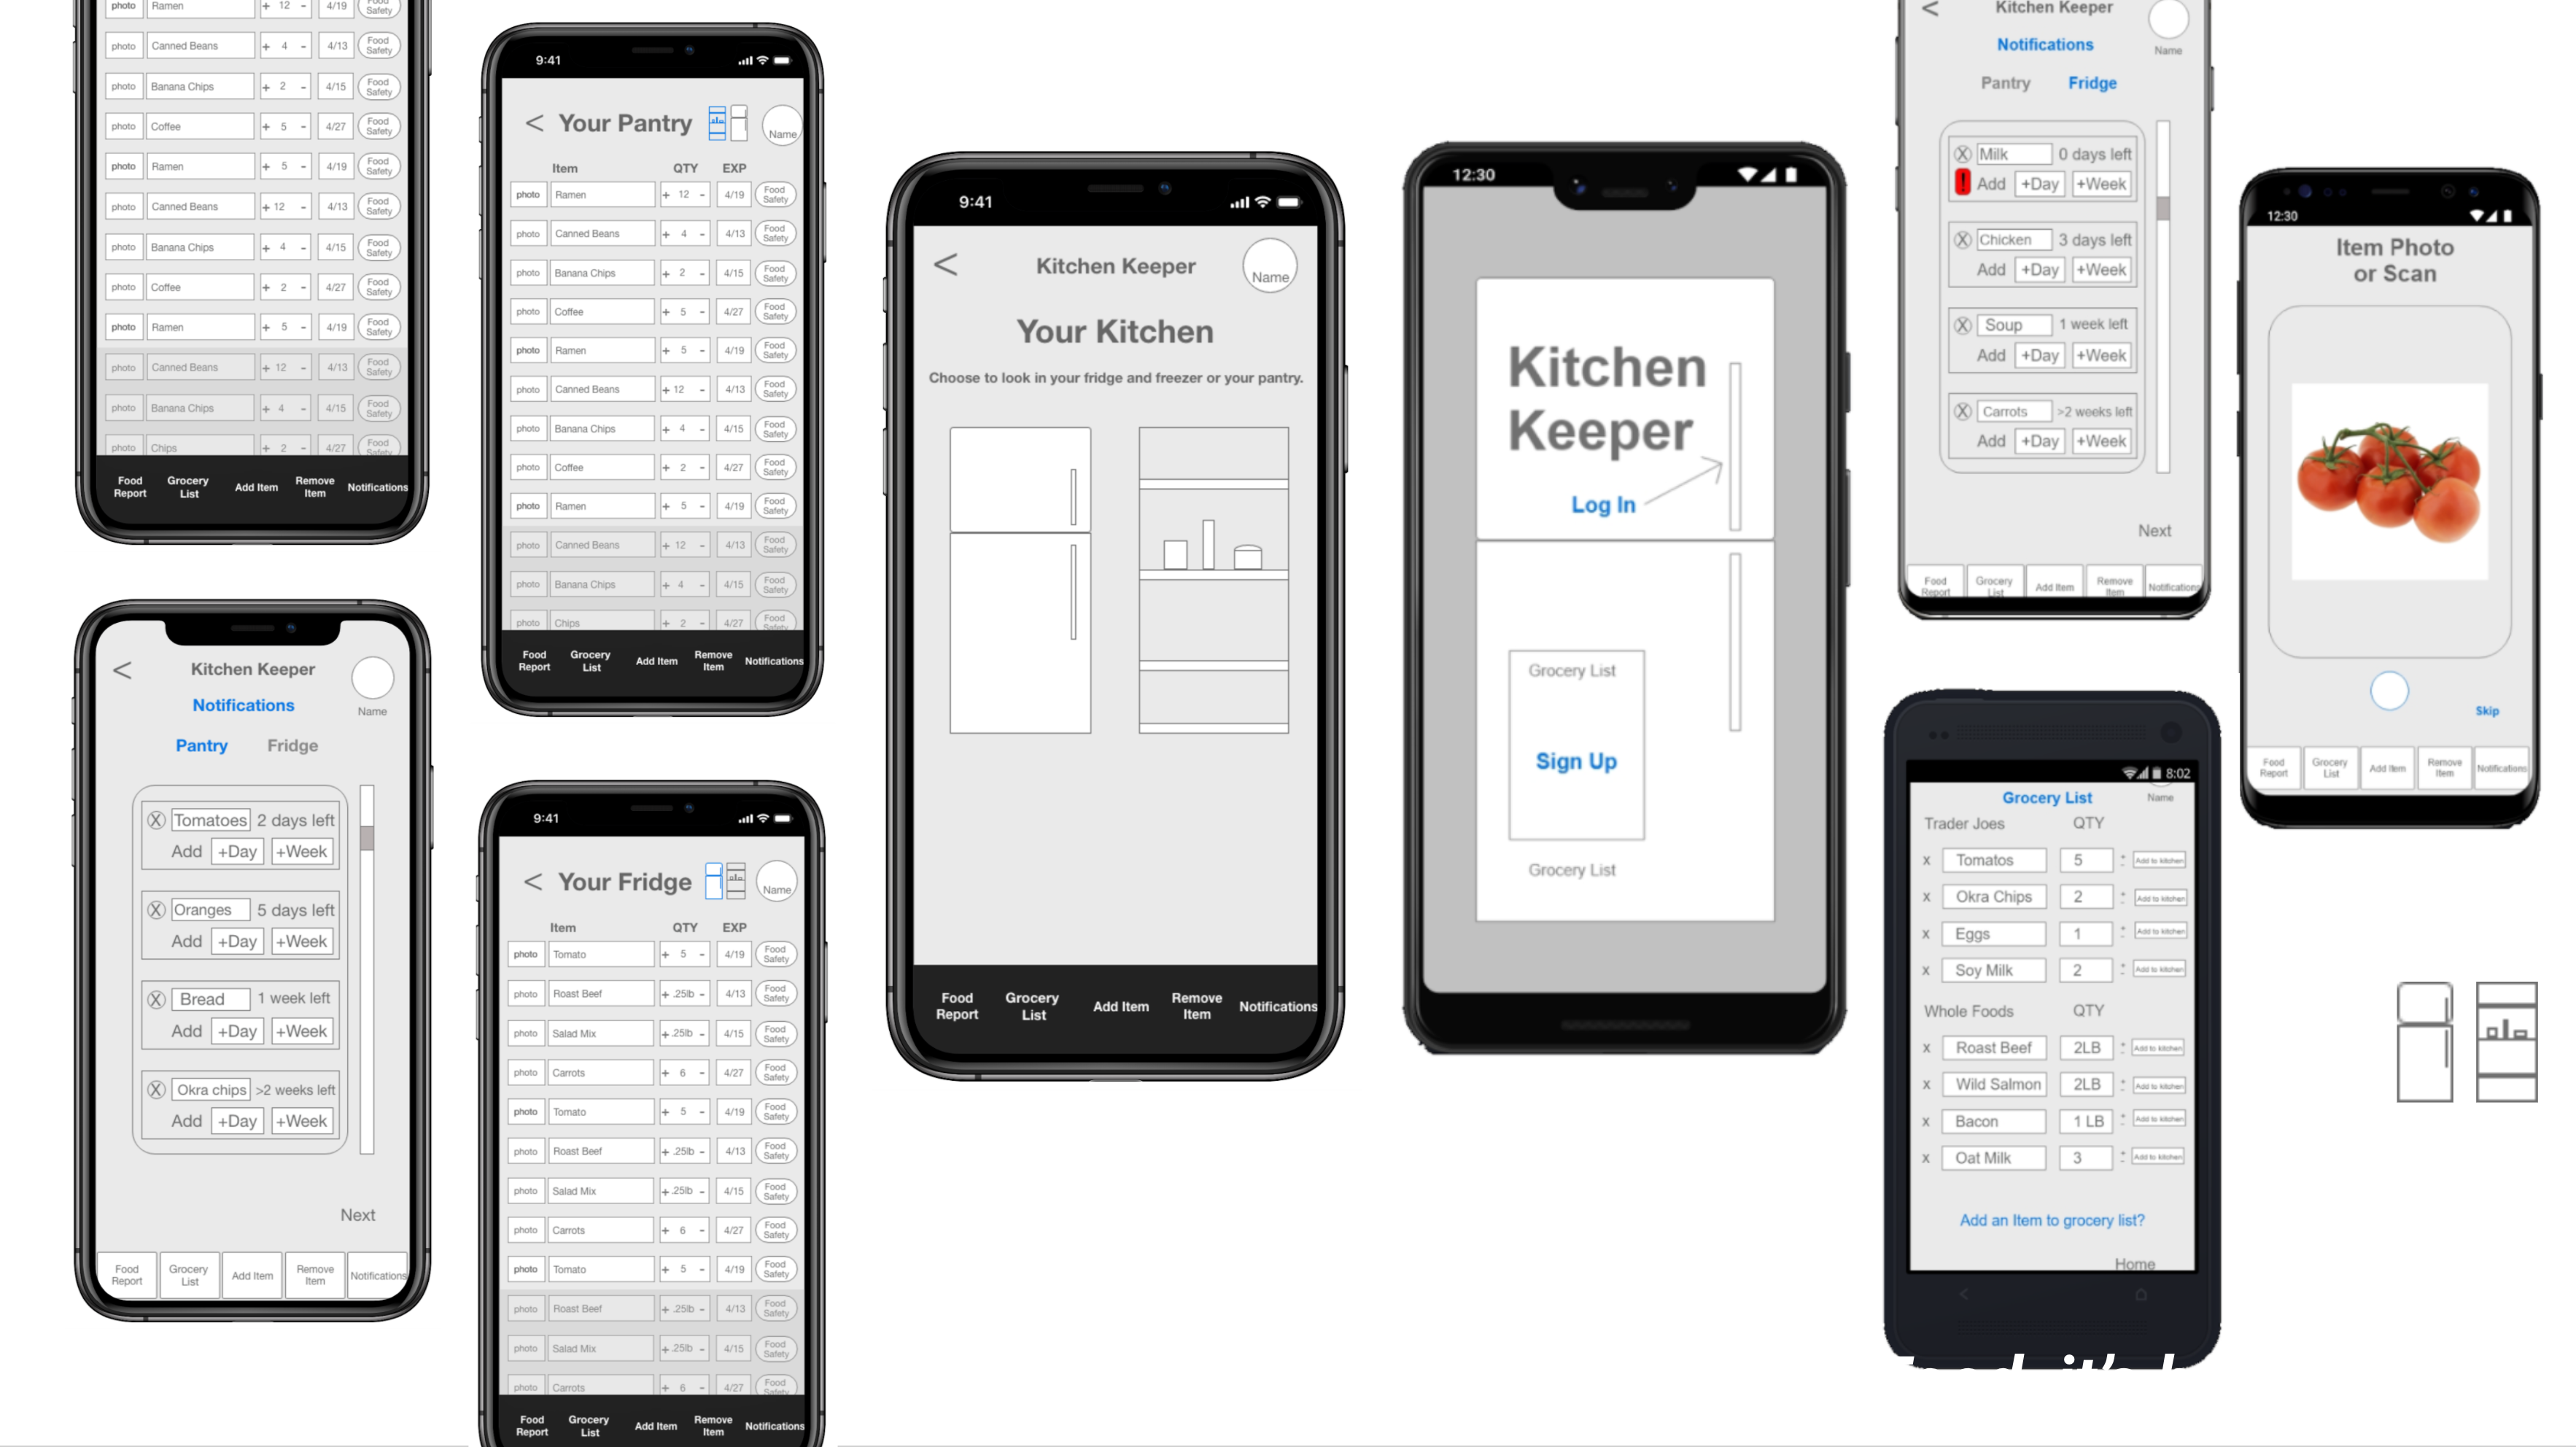 photo Ramen + 12 - 4/19 Food Safety
photo Canned Beans + 4 - 4/13 Food Safety
photo Banana Chips + 2 - 4/15 Food Safety
photo Coffee + 5 - 4/27 Food Safety
photo Ramen + 5 - 4/19 Food Safety
photo Canned Beans + 12 - 4/13 Food Safety
photo Banana Chips + 4 - 4/15 Food Safety
photo Coffee + 2 - 4/27 Food Safety
photo Ramen + 5 - 4/19 Food Safety
photo Canned Beans + 12 - 4/13 Food Safety
photo Banana Chips + 4 - 4/15 Food Safety
photo Chips + 2 - 4/27 Food Safety
Food Report Grocery List Add Item Remove Item Notifications
< Kitchen Keeper
Notifications Name
Pantry Fridge
X Tomatoes 2 days left
Add +Day +Week
X Oranges 5 days left
Add +Day +Week
X Bread 1 week left
Add +Day +Week
X Okra chips >2 weeks left
Add +Day +Week
Next
Food Report Grocery List Add Item Remove Item Notifications
9:41
< Your Pantry Name
Item QTY EXP
photo Ramen + 12 - 4/19 Food Safety
photo Canned Beans + 4 - 4/13 Food Safety
photo Banana Chips + 2 - 4/15 Food Safety
photo Coffee + 5 - 4/27 Food Safety
photo Ramen + 5 - 4/19 Food Safety
photo Canned Beans + 12 - 4/13 Food Safety
photo Banana Chips + 4 - 4/15 Food Safety
photo Coffee + 2 - 4/27 Food Safety
photo Ramen + 5 - 4/19 Food Safety
photo Canned Beans + 12 - 4/13 Food Safety
photo Banana Chips + 4 - 4/15 Food Safety
photo Chips + 2 - 4/27 Food Safety
Food Report Grocery List Add Item Remove Item Notifications
9:41
< Your Fridge Name
Item QTY EXP
photo Tomato + 5 - 4/19 Food Safety
photo Roast Beef + .25lb - 4/13 Food Safety
photo Salad Mix +.25lb - 4/15 Food Safety
photo Carrots + 6 - 4/27 Food Safety
photo Tomato + 5 - 4/19 Food Safety
photo Roast Beef + .25lb - 4/13 Food Safety
photo Salad Mix +.25lb - 4/15 Food Safety
photo Carrots + 6 - 4/27 Food Safety
photo Tomato + 5 - 4/19 Food Safety
photo Roast Beef + .25lb - 4/13 Food Safety
photo Salad Mix +.25lb - 4/15 Food Safety
photo Carrots + 6 - 4/27 Food Safety
Food Report Grocery List Add Item Remove Item Notifications
9:41
< Kitchen Keeper Name
Your Kitchen
Choose to look in your fridge and freezer or your pantry.
Food Report Grocery List Add Item Remove Item Notifications
12:30
Kitchen
Keeper
Log In
Grocery List
Sign Up
Grocery List
< Kitchen Keeper
Notifications Name
Pantry Fridge
X Milk 0 days left
! Add +Day +Week
X Chicken 3 days left
Add +Day +Week
X Soup 1 week left
Add +Day +Week
X Carrots >2 weeks left
Add +Day +Week
Next
Food Report Grocery List Add Item Remove Item Notifications
12:30
Item Photo
or Scan
Skip
Food Report Grocery List Add Item Remove Item Notifications
8:02
Grocery List Name
Trader Joes QTY
x Tomatos 5 + - Add to kitchen
x Okra Chips 2 + - Add to kitchen
x Eggs 1 + - Add to kitchen
x Soy Milk 2 + - Add to kitchen
Whole Foods QTY
x Roast Beef 2LB + - Add to kitchen
x Wild Salmon 2LB + - Add to kitchen
x Bacon 1 LB + - Add to kitchen
x Oat Milk 3 + - Add to kitchen
Add an Item to grocery list?
Home